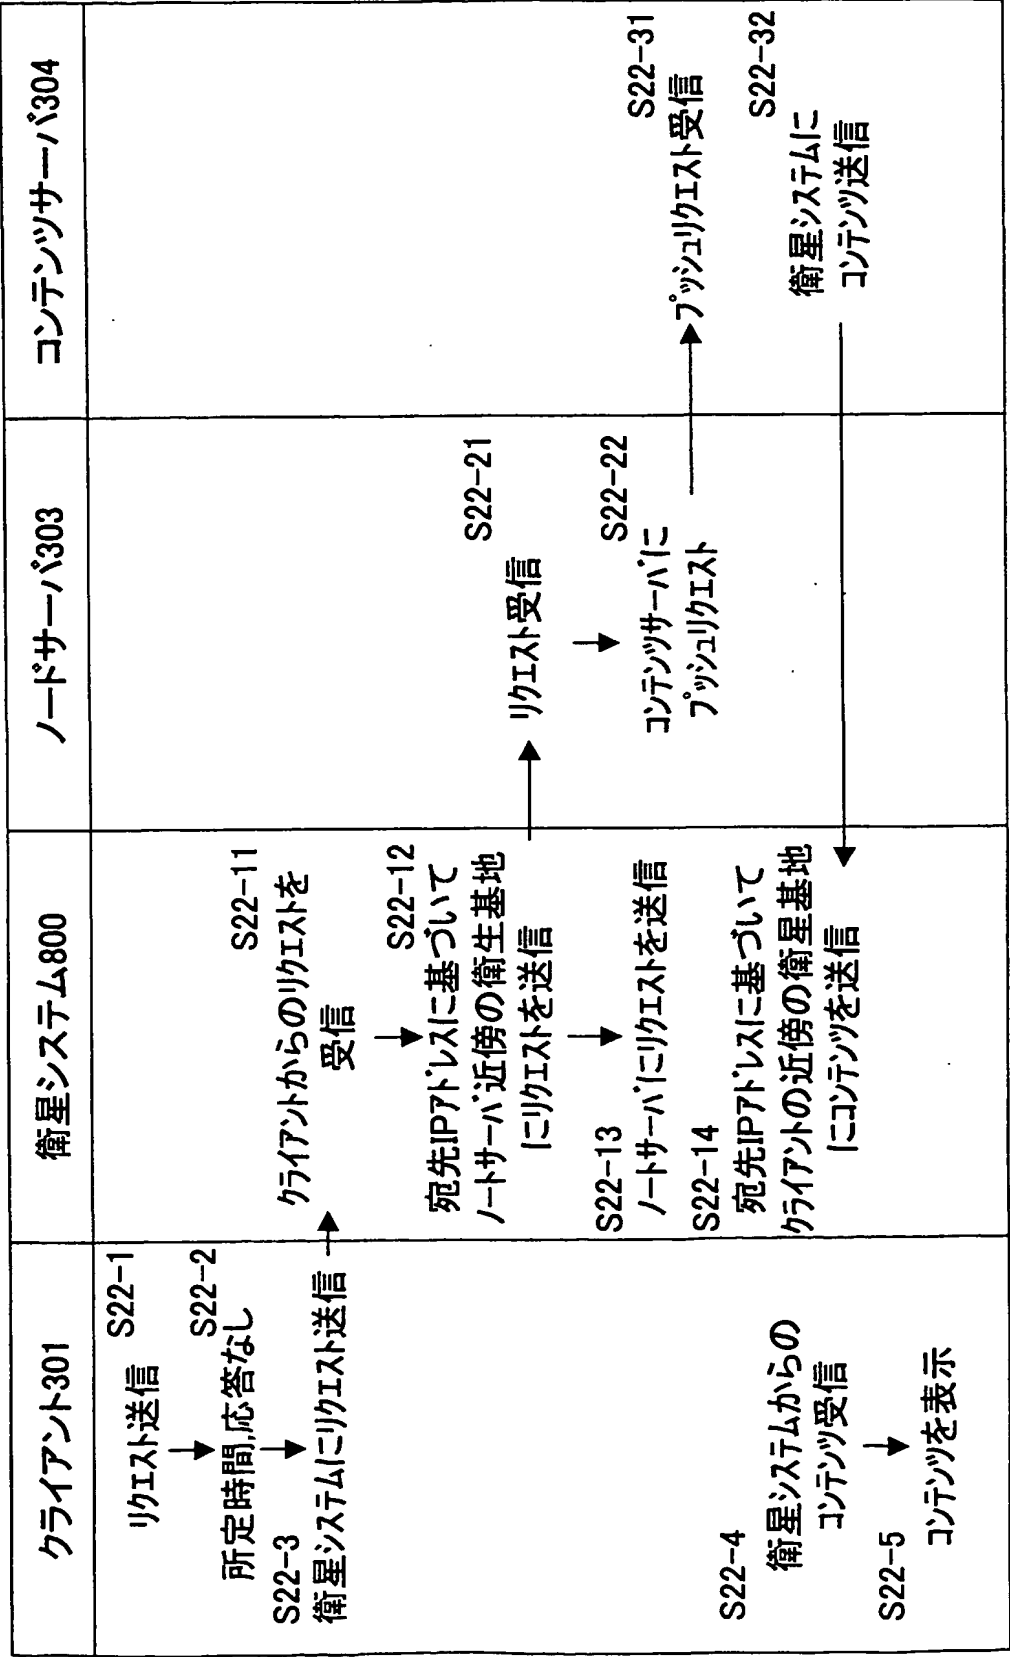 クライアント301
衛星システム800
ノードサーバ303
コンテンツサーバ304
S22-1
リクエスト送信
S22-2
所定時間,応答なし
S22-3
衛星システムにリクエスト送信
S22-11
クライアントからのリクエストを
受信
S22-12
宛先IPアドレスに基づいて
ノートサーバ近傍の衛生基地
にリクエストを送信
S22-21
リクエスト受信
S22-13
ノートサーバにリクエストを送信
S22-22
コンテンツサーバに
プッシュリクエスト
S22-31
プッシュリクエスト受信
S22-32
衛星システムに
コンテンツ送信
S22-14
宛先IPアドレスに基づいて
クライアントの近傍の衛星基地
にコンテンツを送信
S22-4
衛星システムからの
コンテンツ受信
S22-5
コンテンツを表示